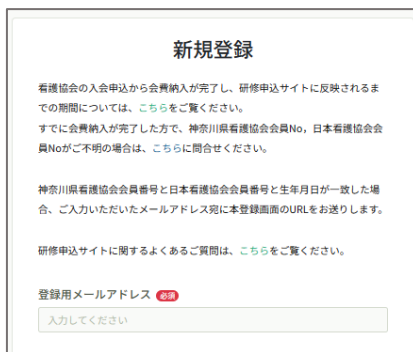 新規登録
看護協会の入会申込から会費納入が完了し、研修申込サイトに反映されるま
での期間については、こちらをご覧ください。
すでに会費納入が完了した方で、神奈川県看護協会会員No，日本看護協会会
員Noがご不明の場合は、こちらに問合せください。
神奈川県看護協会会員番号と日本看護協会会員番号と生年月日が一致した場
合、ご入力いただいたメールアドレス宛に本登録画面のURLをお送りします。
研修申込サイトに関するよくあるご質問は、こちらをご覧ください。
登録用メールアドレス 必須
入力してください